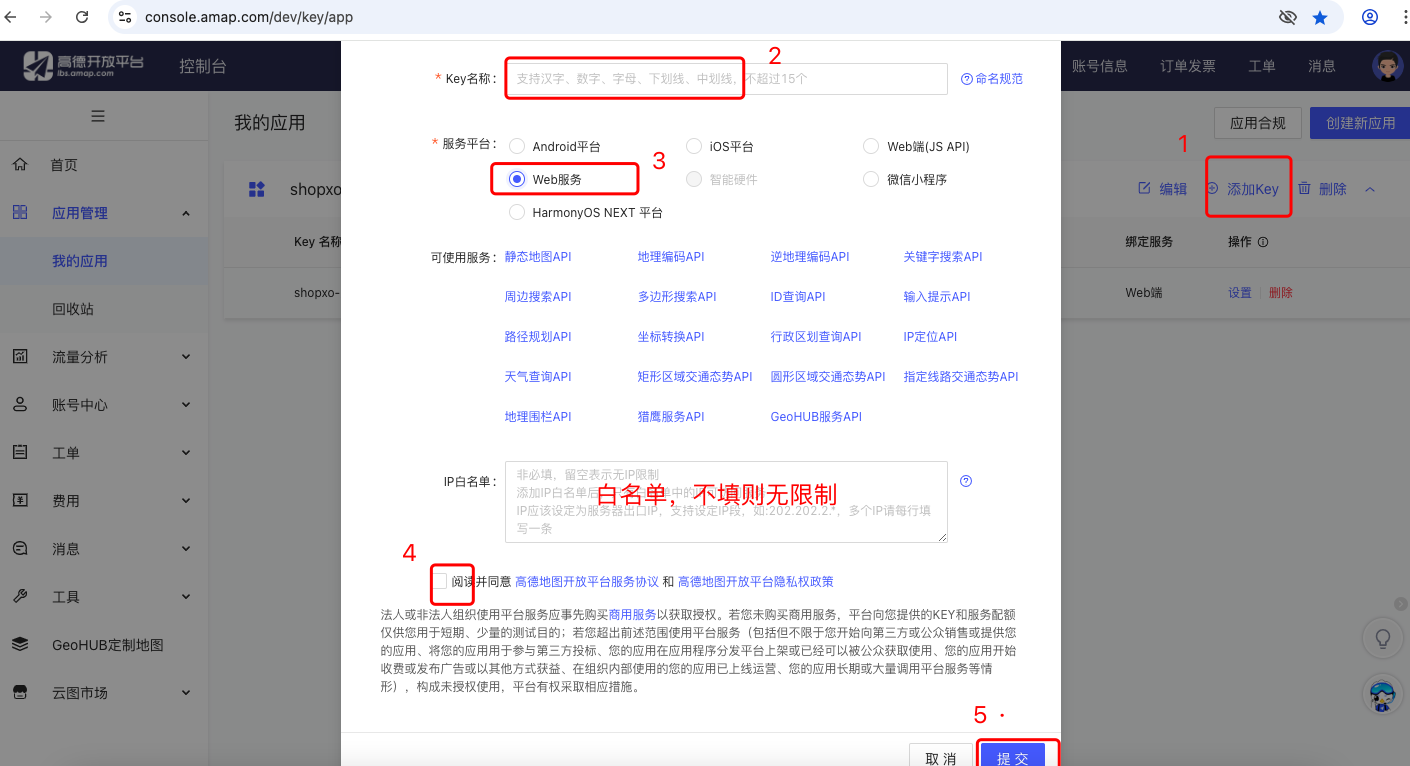 console.amap.com/dev/key/app
高德开放平台
lbs.amap.com
控制台
账号信息
订单发票
工单
消息
首页
应用管理
我的应用
回收站
流量分析
账号中心
工单
费用
消息
工具
GeoHUB定制地图
云图市场
我的应用
应用合规
创建新应用
shopxo
编辑
1
添加Key
删除
Key 名称
绑定服务
操作
shopxo-
Web端
设置
删除
* Key名称：
支持汉字、数字、字母、下划线、中划线，不超过15个
2
命名规范
* 服务平台：
Android平台
iOS平台
Web端(JS API)
Web服务
3
智能硬件
微信小程序
HarmonyOS NEXT 平台
可使用服务：
静态地图API
地理编码API
逆地理编码API
关键字搜索API
周边搜索API
多边形搜索API
ID查询API
输入提示API
路径规划API
坐标转换API
行政区划查询API
IP定位API
天气查询API
矩形区域交通态势API
圆形区域交通态势API
指定线路交通态势API
地理围栏API
猎鹰服务API
GeoHUB服务API
IP白名单：
非必填，留空表示无IP限制
添加IP白名单后
单中的
白名单，不填则无限制
IP应该设定为服务器出口IP，支持设定IP段，如:202.202.2.*，多个IP请每行填
写一条
4
阅读并同意 高德地图开放平台服务协议 和 高德地图开放平台隐私权政策
法人或非法人组织使用平台服务应事先购买商用服务以获取授权。若您未购买商用服务，平台向您提供的KEY和服务配额
仅供您用于短期、少量的测试目的；若您超出前述范围使用平台服务（包括但不限于您开始向第三方或公众销售或提供您
的应用、将您的应用用于参与第三方投标、您的应用在应用程序分发平台上架或已经可以被公众获取使用、您的应用开始
收费或发布广告或以其他方式获益、在组织内部使用的您的应用已上线运营、您的应用长期或大量调用平台服务等情
形），构成未授权使用，平台有权采取相应措施。
5
取 消
提 交